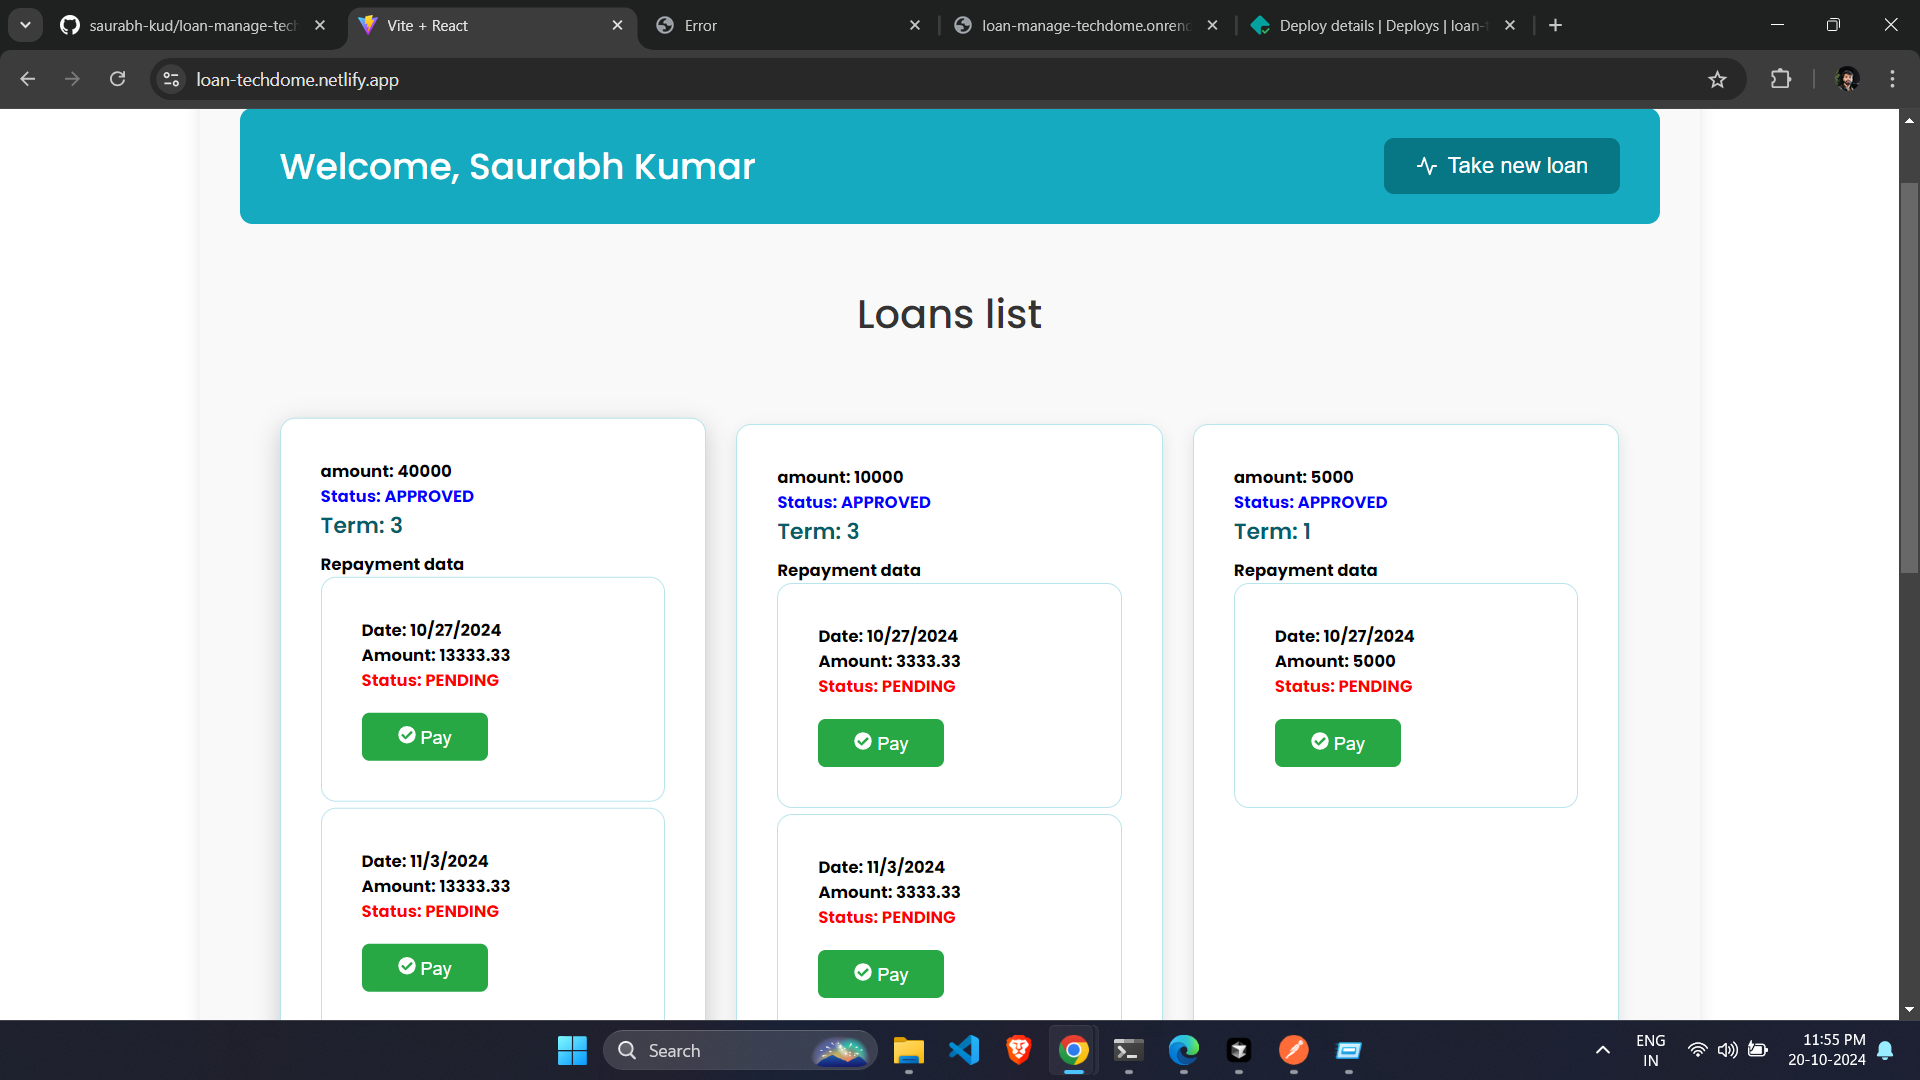 saurabh-kud/loan-manage-tech
Vite + React
Error
loan-manage-techdome.onrend
Deploy details | Deploys | loan-t
loan-techdome.netlify.app
Welcome, Saurabh Kumar
Take new loan
Loans list
amount: 40000
Status: APPROVED
Term: 3
Repayment data
Date: 10/27/2024
Amount: 13333.33
Status: PENDING
Pay
Date: 11/3/2024
Amount: 13333.33
Status: PENDING
Pay
amount: 10000
Status: APPROVED
Term: 3
Repayment data
Date: 10/27/2024
Amount: 3333.33
Status: PENDING
Pay
Date: 11/3/2024
Amount: 3333.33
Status: PENDING
Pay
amount: 5000
Status: APPROVED
Term: 1
Repayment data
Date: 10/27/2024
Amount: 5000
Status: PENDING
Pay
Search
ENG
IN
11:55 PM
20-10-2024